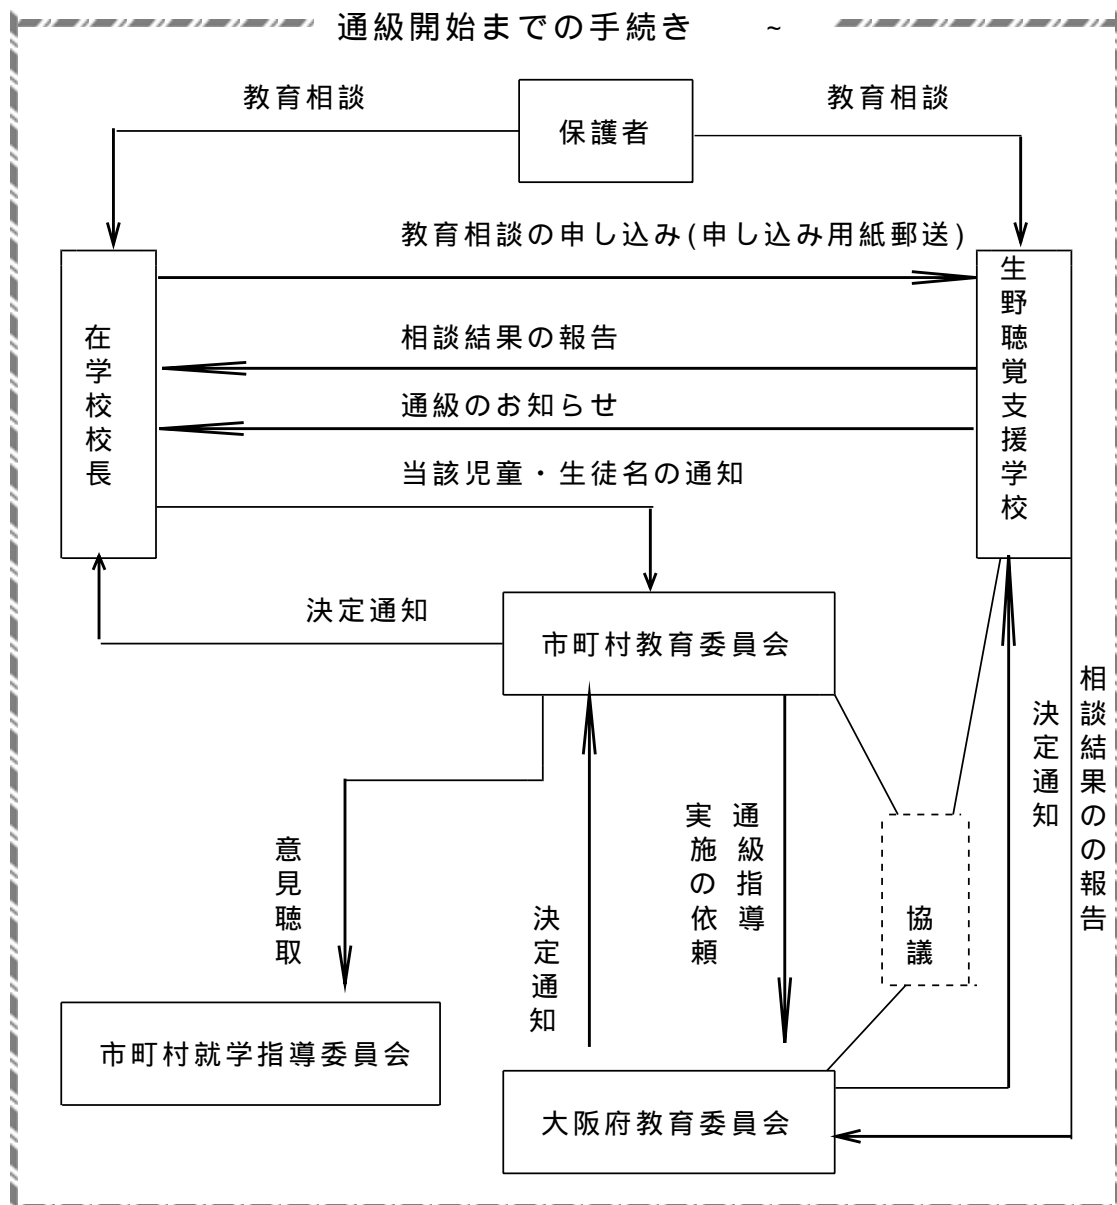 通級開始までの手続き ~
教育相談
教育相談
保護者
教育相談の申し込み(申し込み用紙郵送)
在学校校長
生野聴覚支援学校
相談結果の報告
通級のお知らせ
当該児童・生徒名の通知
決定通知
市町村教育委員会
相談結果のの報告
決定通知
通級指導
実施の依頼
意見聴取
決定通知
協議
市町村就学指導委員会
大阪府教育委員会